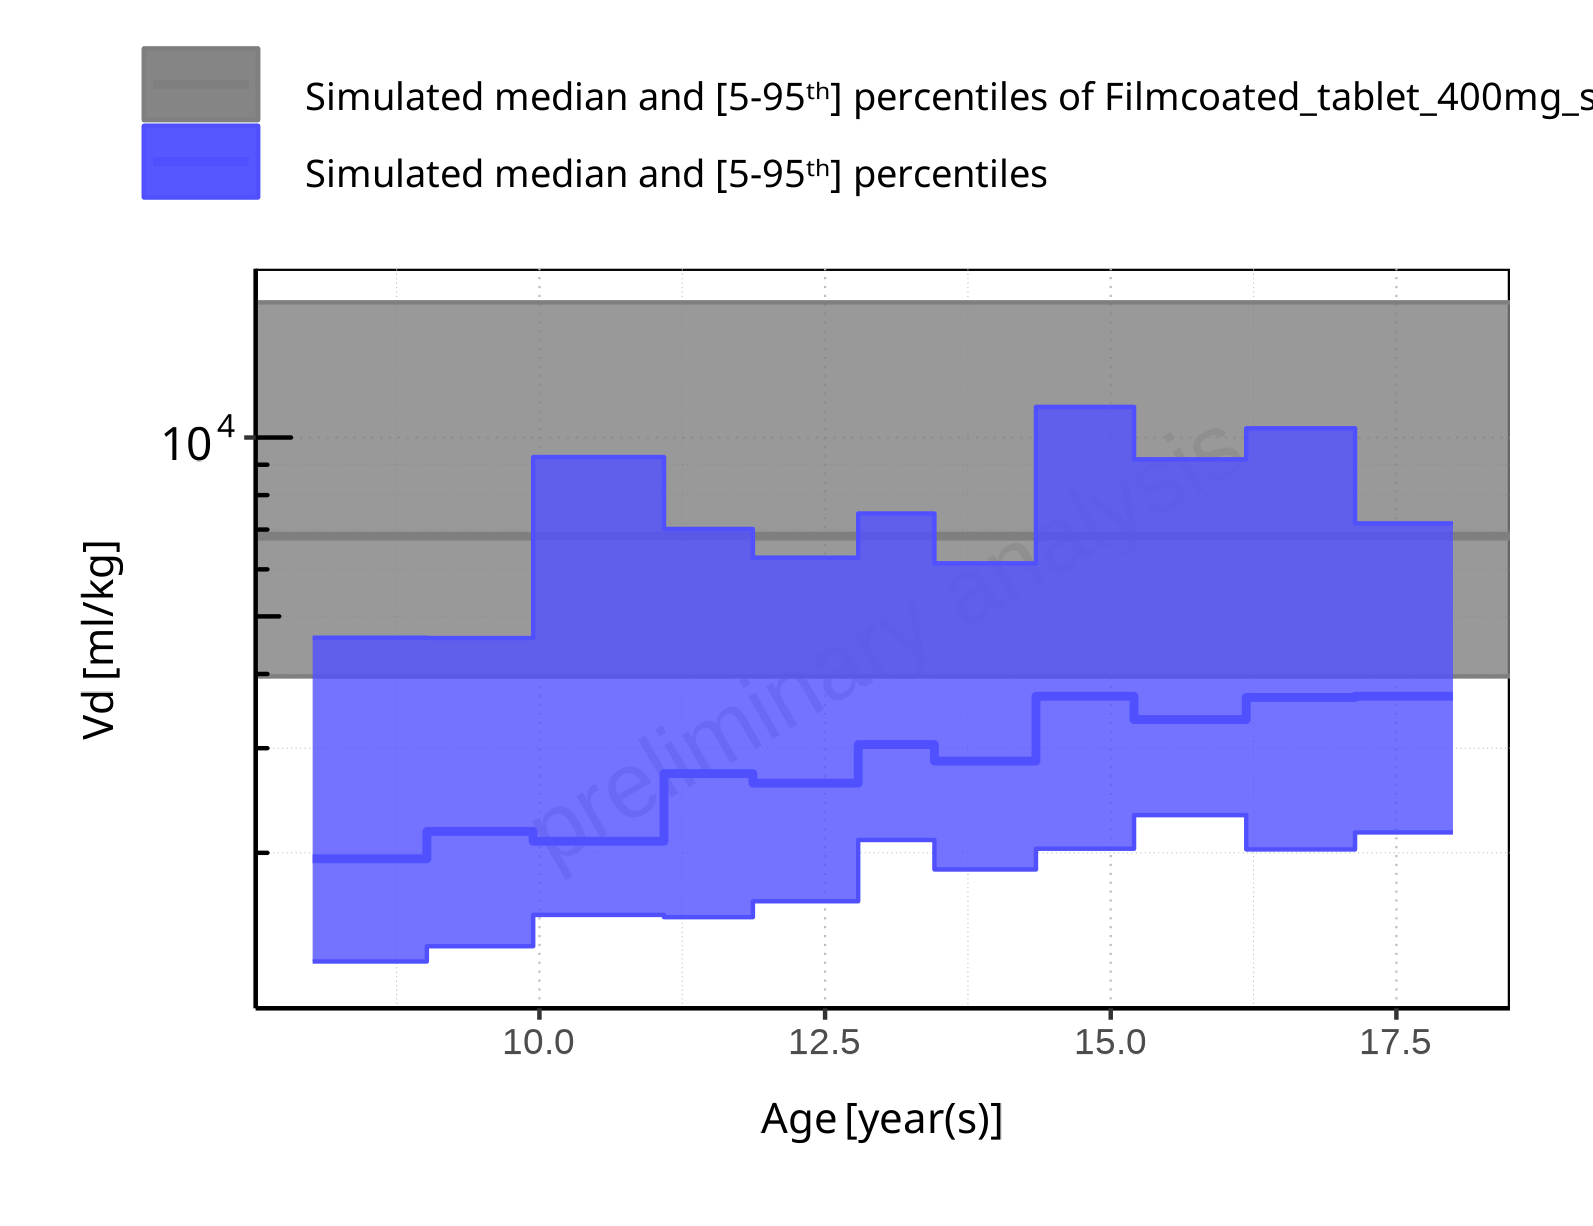 Simulated median and [5-95ᵗʰ] percentiles of Filmcoated_tablet_400mg_s
Simulated median and [5-95ᵗʰ] percentiles
10⁴
Vd [ml/kg]
preliminary analysis
10.0 12.5 15.0 17.5
Age [year(s)]